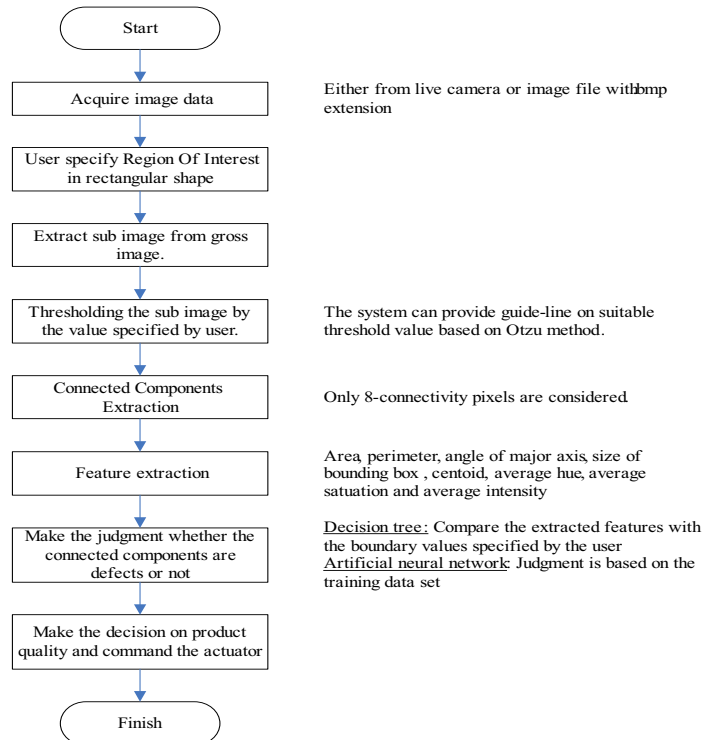 Start
Acquire image data
Either from live camera or image file withbmp
extension
User specify Region Of Interest
in rectangular shape
Extract sub image from gross
image.
Thresholding the sub image by
the value specified by user.
The system can provide guide-line on suitable
threshold value based on Otzu method.
Connected Components
Extraction
Only 8-connectivity pixels are considered.
Feature extraction
Area, perimeter, angle of major axis, size of
bounding box , centoid, average hue, average
satuation and average intensity
Make the judgment whether the
connected components are
defects or not
Decision tree: Compare the extracted features with
the boundary values specified by the user
Artificial neural network: Judgment is based on the
training data set
Make the decision on product
quality and command the actuator
Finish